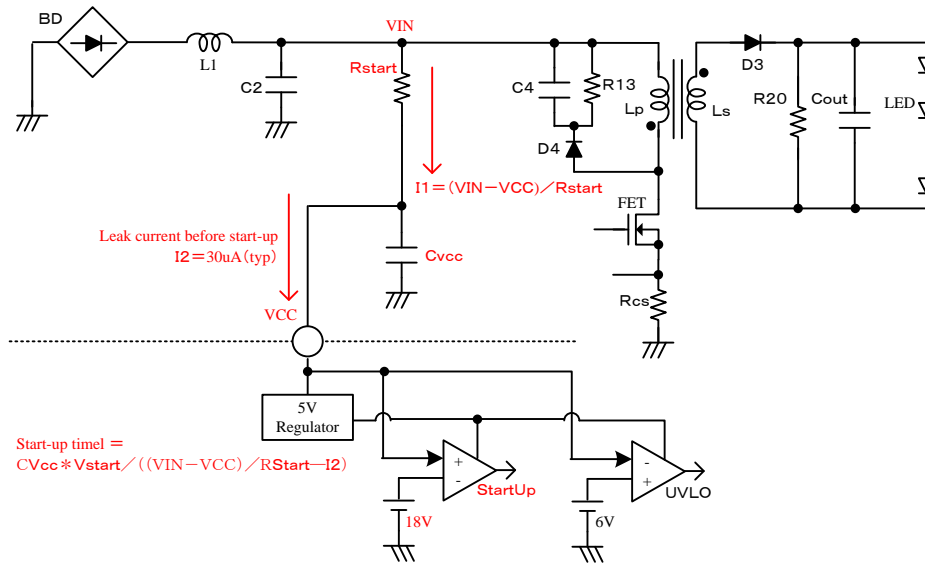 BD
VIN
L1
Rstart
C2
C4
R13
Lp
Ls
D3
R20
Cout
LED
D4
I1=(VIN-VCC)/Rstart
FET
Leak current before start-up
I2=30uA(typ)
Cvcc
Rcs
VCC
5V
Regulator
Start-up timel =
CVcc*Vstart/((VIN-VCC)/RStart—I2)
+
-
StartUp
-
+
UVLO
18V
6V